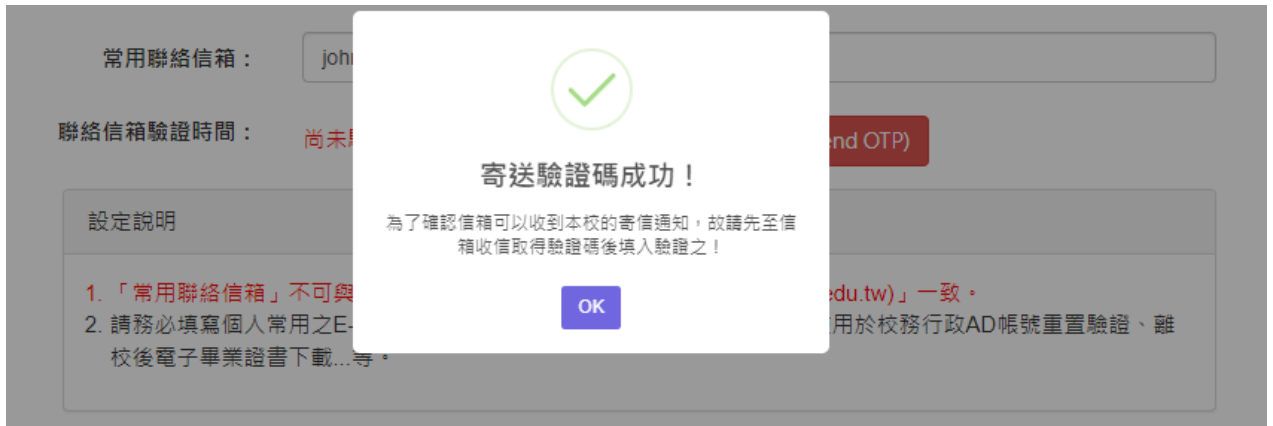 常用聯絡信箱：
john
聯絡信箱驗證時間：
尚未
nd OTP)
寄送驗證碼成功！
為了確認信箱可以收到本校的寄信通知，故請先至信
箱收信取得驗證碼後填入驗證之！
OK
設定說明
1. 「常用聯絡信箱」不可與
edu.tw)」一致。
2. 請務必填寫個人常用之E-
用於校務行政AD帳號重置驗證、離
校後電子畢業證書下載...等。